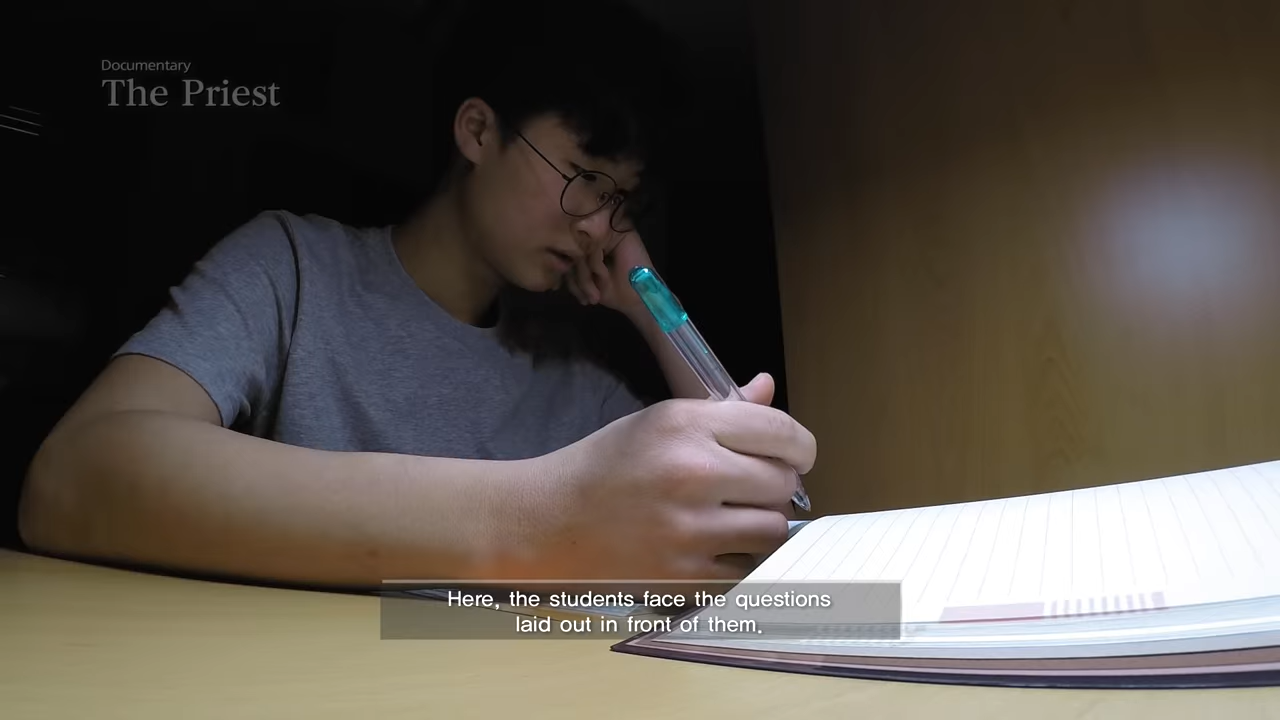 Documentary
The Priest
Here, the students face the questions
laid out in front of them.